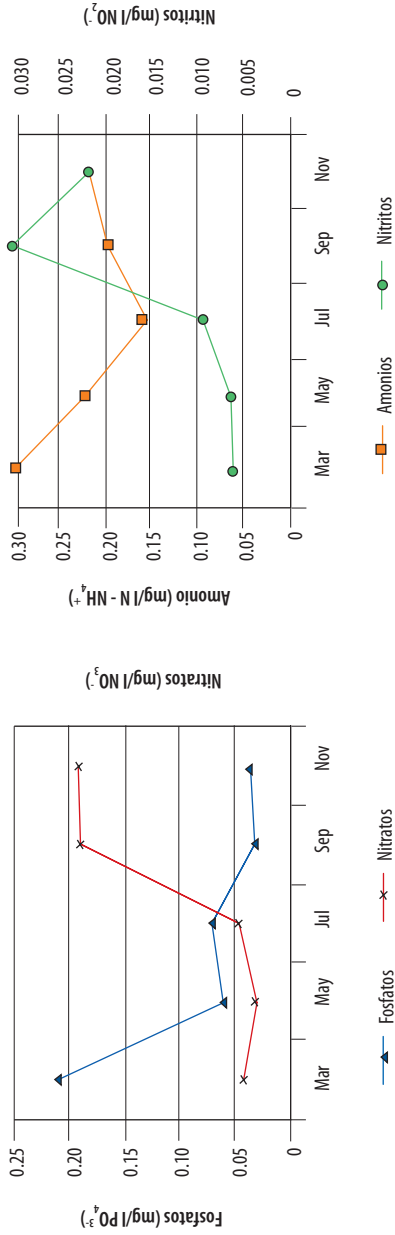 Fosfatos (mg/l PO₄³⁻)
0.25
0.20
0.15
0.10
0.05
0
Mar
May
Jul
Sep
Nov
Nitratos (mg/l NO₃⁻)
Fosfatos
Nitratos
Amonio (mg/l N - NH₄⁺)
0.30
0.25
0.20
0.15
0.10
0.05
0
Mar
May
Jul
Sep
Nov
0.030
0.025
0.020
0.015
0.010
0.005
0
Nitritos (mg/l NO₂⁻)
Amonios
Nitritos